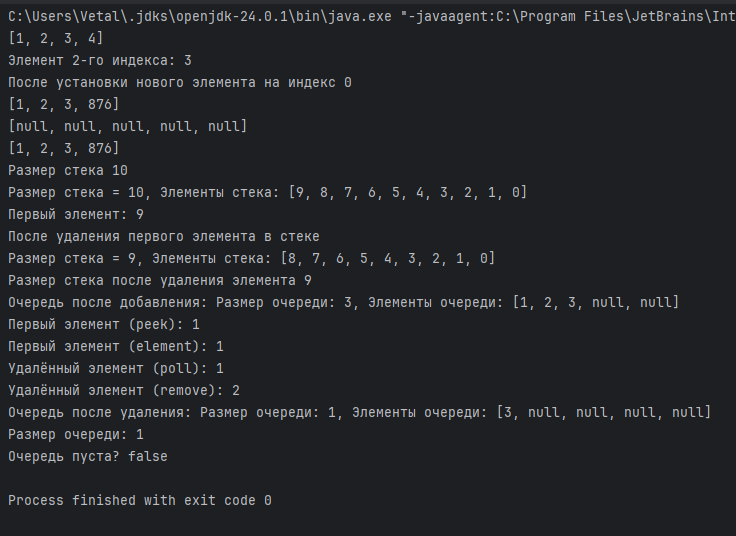 C:\Users\Vetal\.jdks\openjdk-24.0.1\bin\java.exe "-javaagent:C:\Program Files\JetBrains\Int
[1, 2, 3, 4]
Элемент 2-го индекса: 3
После установки нового элемента на индекс 0
[1, 2, 3, 876]
[null, null, null, null, null]
[1, 2, 3, 876]
Размер стека 10
Размер стека = 10, Элементы стека: [9, 8, 7, 6, 5, 4, 3, 2, 1, 0]
Первый элемент: 9
После удаления первого элемента в стеке
Размер стека = 9, Элементы стека: [8, 7, 6, 5, 4, 3, 2, 1, 0]
Размер стека после удаления элемента 9
Очередь после добавления: Размер очереди: 3, Элементы очереди: [1, 2, 3, null, null]
Первый элемент (peek): 1
Первый элемент (element): 1
Удалённый элемент (poll): 1
Удалённый элемент (remove): 2
Очередь после удаления: Размер очереди: 1, Элементы очереди: [3, null, null, null, null]
Размер очереди: 1
Очередь пуста? false
Process finished with exit code 0